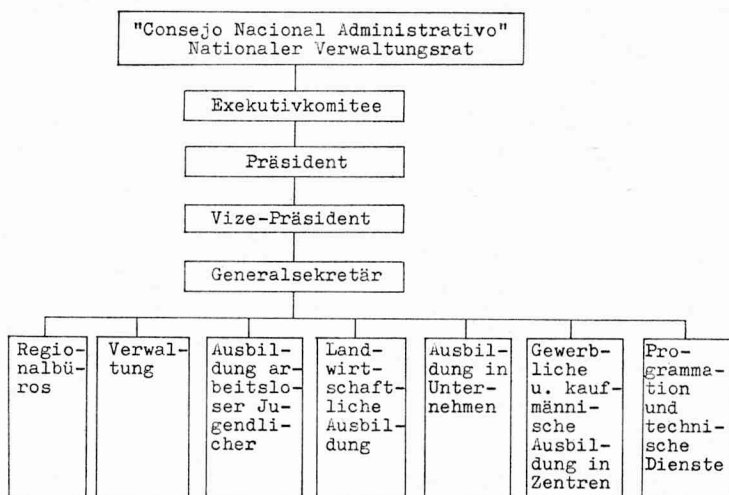 "Consejo Nacional Administrativo"
Nationaler Verwaltungsrat
Exekutivkomitee
Präsident
Vize-Präsident
Generalsekretär
Regio-
nalbü-
ros
Verwal-
tung
Ausbil-
dung ar-
beitslo-
ser Ju-
gendli-
cher
Land-
wirt-
schaft-
liche
Ausbil-
dung
Ausbil-
dung in
Unter-
nehmen
Gewerb-
liche
u. kauf-
männi-
sche
Ausbil-
dung in
Zentren
Pro-
gramma-
tion
und
techni-
sche
Dienste